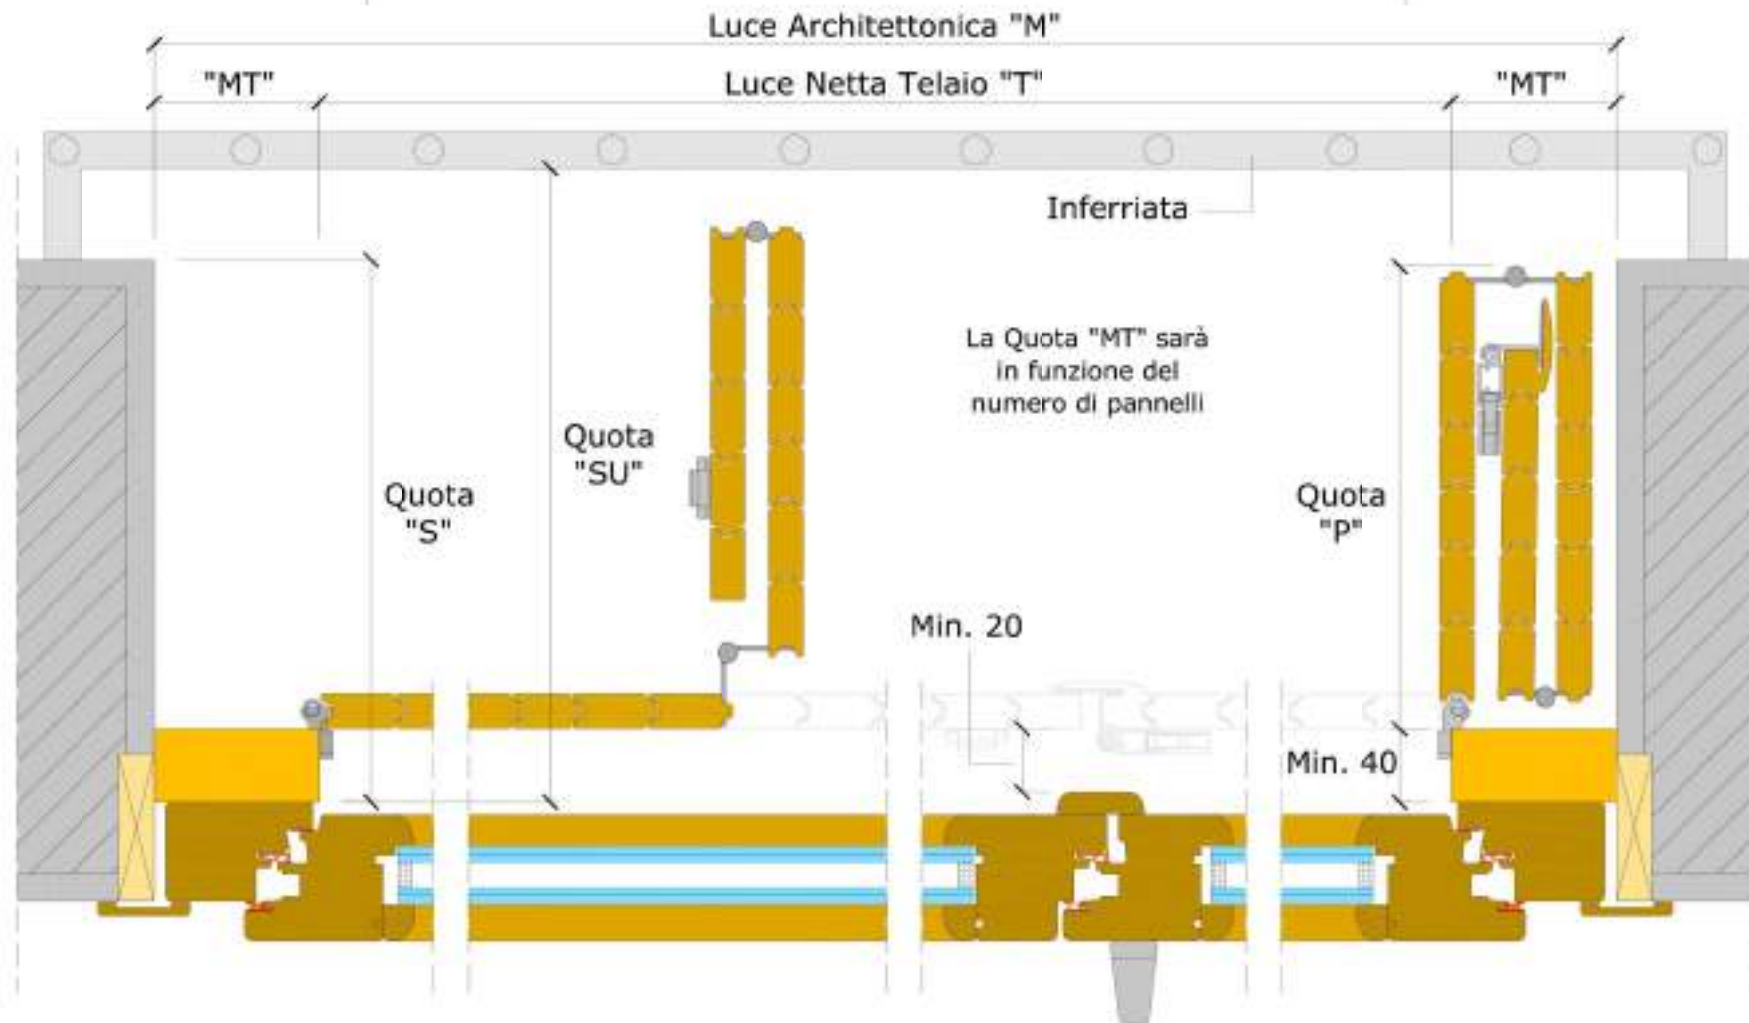 Luce Architettonica "M"
"MT"
Luce Netta Telaio "T"
"MT"
Inferriata
La Quota "MT" sarà
in funzione del
numero di pannelli
Quota
"SU"
Quota
"S"
Quota
"P"
Min. 20
Min. 40